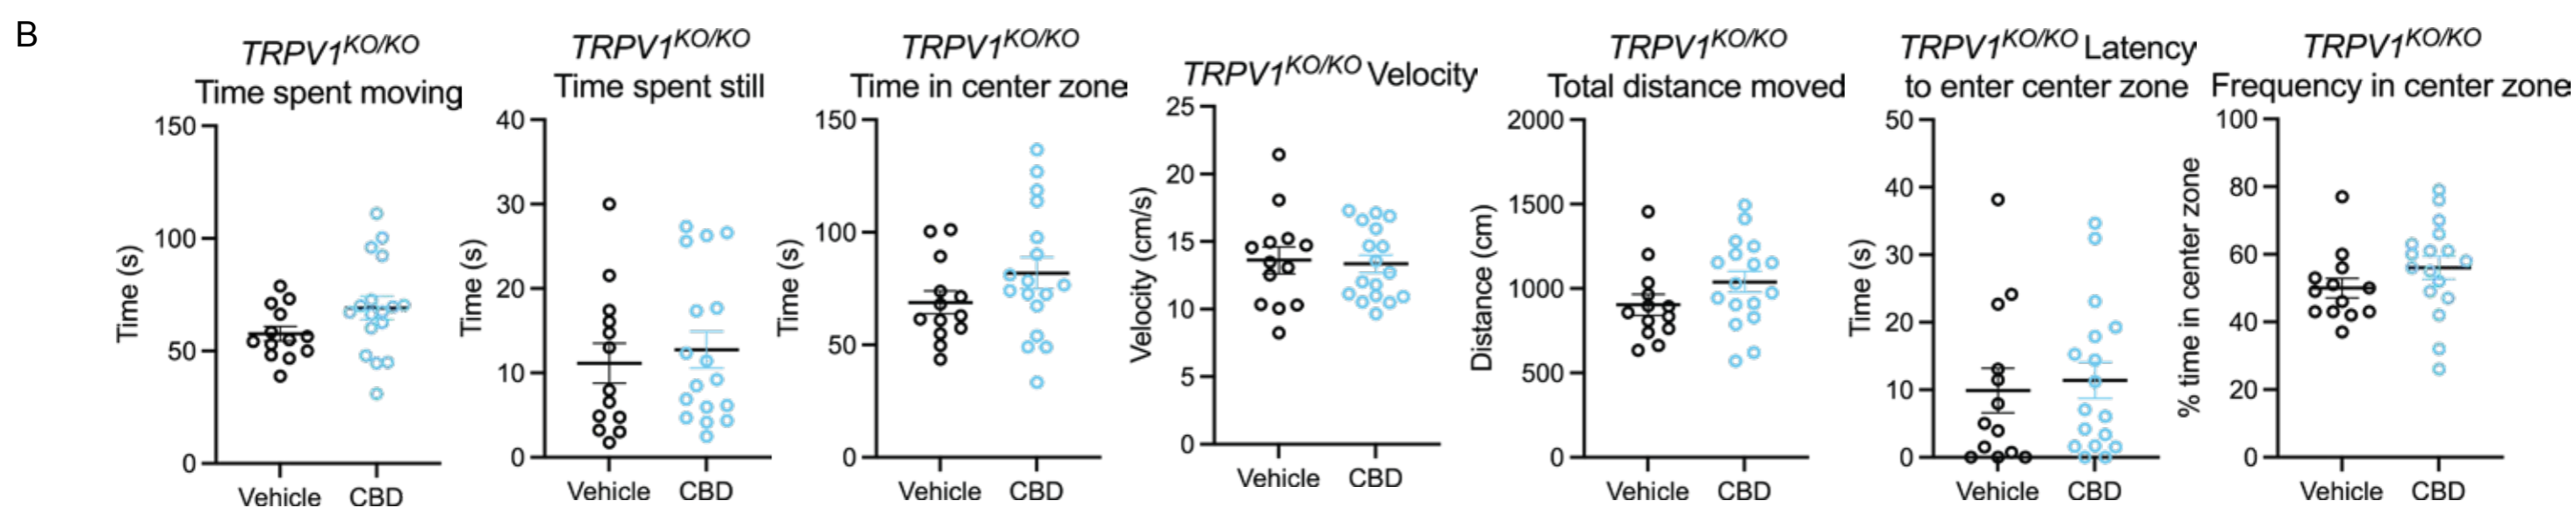 B
TRPV1KO/KO
Time spent moving
150
100
50
0
Time (s)
Vehicle CBD
TRPV1KO/KO
Time spent still
40
30
20
10
0
Time (s)
Vehicle CBD
TRPV1KO/KO
Time in center zone
150
100
50
0
Time (s)
Vehicle CBD
TRPV1KO/KO Velocity
25
20
15
10
5
0
Velocity (cm/s)
Vehicle CBD
TRPV1KO/KO
Total distance moved
2000
1500
1000
500
0
Distance (cm)
Vehicle CBD
TRPV1KO/KO Latency
to enter center zone
50
40
30
20
10
0
Time (s)
Vehicle CBD
TRPV1KO/KO
Frequency in center zone
100
80
60
40
20
0
% time in center zone
Vehicle CBD